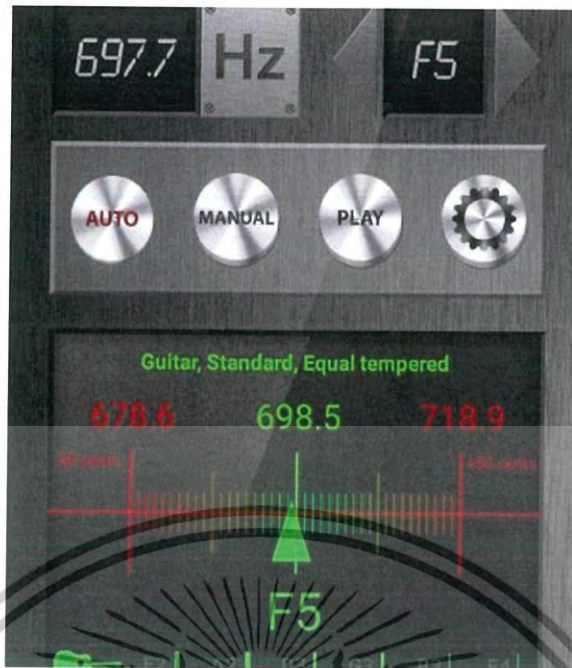 697.7 Hz F5
AUTO MANUAL PLAY
Guitar, Standard, Equal tempered
678.6 698.5 718.9
-50 cents +50 cents
F5